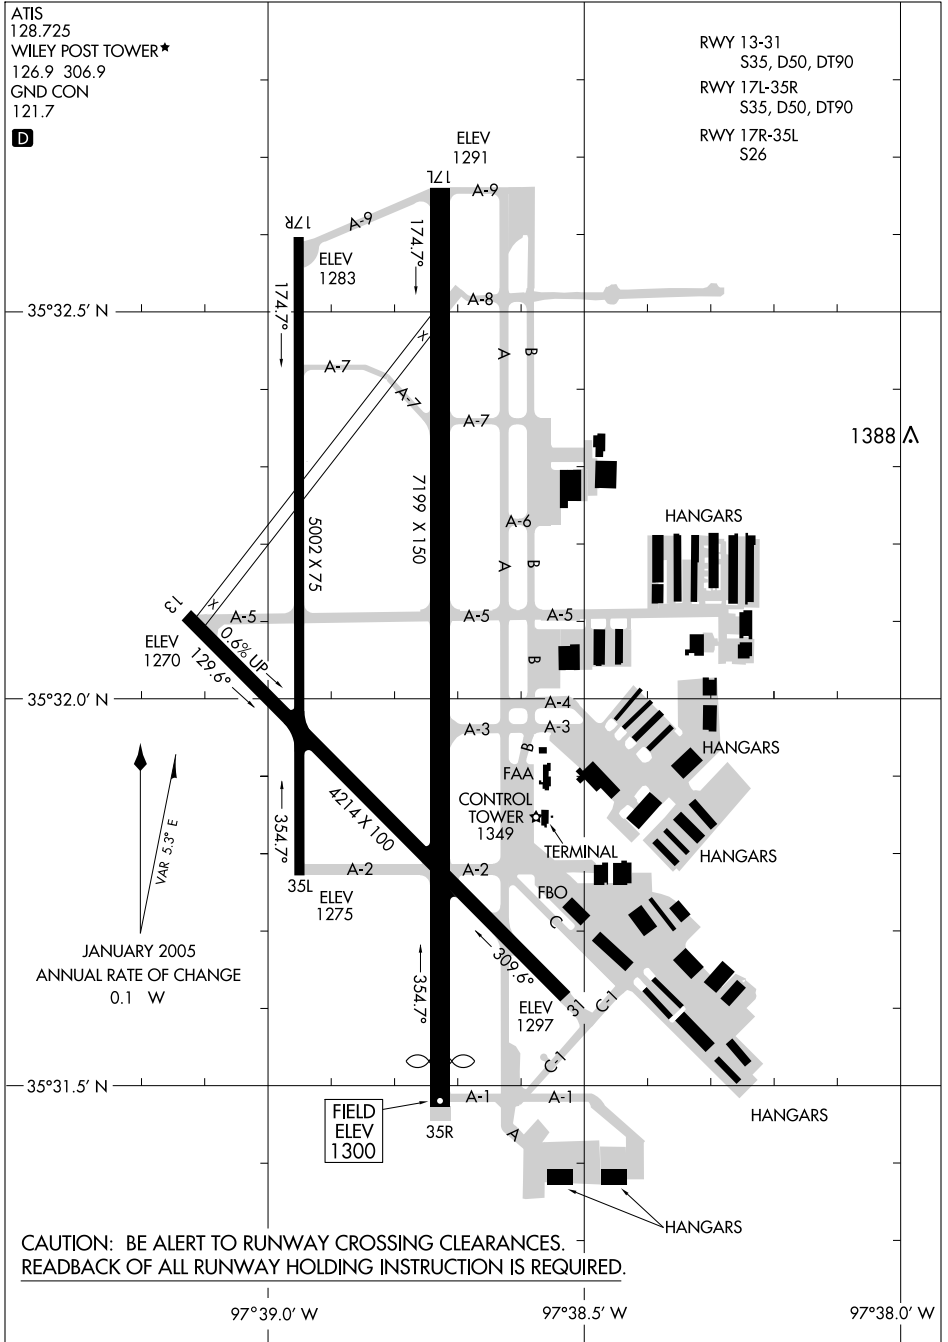 ATIS
128.725
WILEY POST TOWER★
126.9 306.9
GND CON
121.7
D
RWY 13-31
S35, D50, DT90
RWY 17L-35R
S35, D50, DT90
RWY 17R-35L
S26
ELEV
1291
17L
A-9
A-9
17R
ELEV
1283
174.7°
174.7°
A-8
35°32.5' N
X
A
B
A-7
A-7
A-7
1388
7199 X 150
5002 X 75
A-6
HANGARS
A
B
13
X
A-5
A-5
A-5
ELEV
1270
0.6% UP
129.6°
B
35°32.0' N
A-4
A-3
A-3
B
HANGARS
FAA
VAR 5.3° E
4214 X 100
354.7°
CONTROL
TOWER
1349
TERMINAL
HANGARS
A-2
A-2
35L
ELEV
1275
FBO
C
JANUARY 2005
ANNUAL RATE OF CHANGE
0.1 W
354.7°
309.6°
ELEV
1297
31
C-1
C-1
35°31.5' N
A-1
A-1
FIELD
ELEV
1300
35R
A
HANGARS
HANGARS
CAUTION: BE ALERT TO RUNWAY CROSSING CLEARANCES.
READBACK OF ALL RUNWAY HOLDING INSTRUCTION IS REQUIRED.
97°39.0' W
97°38.5' W
97°38.0' W